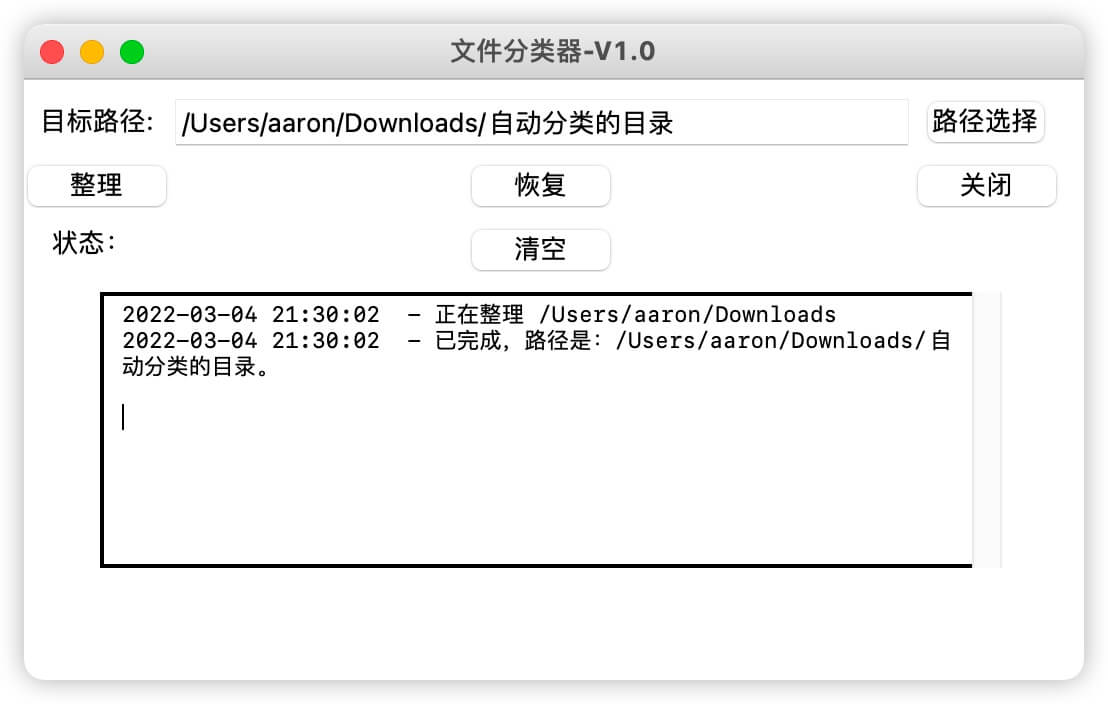 文件分类器-V1.0
目标路径: /Users/aaron/Downloads/自动分类的目录 路径选择
整理 恢复 关闭
状态: 清空
2022-03-04 21:30:02  - 正在整理 /Users/aaron/Downloads
2022-03-04 21:30:02  - 已完成，路径是：/Users/aaron/Downloads/自
动分类的目录。